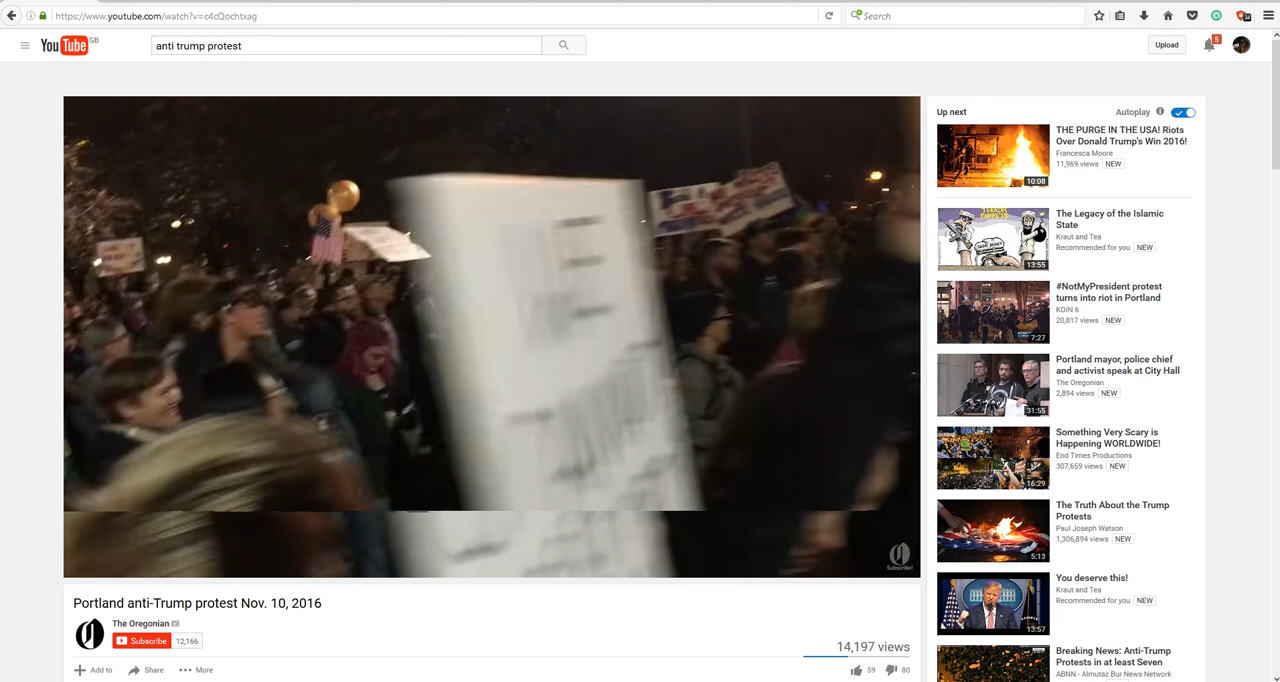 https://www.youtube.com/watch?v=c4cQochtxag
Search
34
YouTube GB
anti trump protest
Upload
5
Up next
Autoplay
THE PURGE IN THE USA! Riots
Over Donald Trump's Win 2016!
Francesca Moore
11,969 views NEW
10:08
The Legacy of the Islamic
State
Kraut and Tea
Recommended for you NEW
13:55
#NotMyPresident protest
turns into riot in Portland
KOIN 6
20,817 views NEW
7:27
Portland mayor, police chief
and activist speak at City Hall
The Oregonian
2,894 views NEW
31:55
Something Very Scary is
Happening WORLDWIDE!
End Times Productions
307,659 views NEW
16:29
The Truth About the Trump
Protests
Paul Joseph Watson
1,306,894 views NEW
5:13
You deserve this!
Kraut and Tea
Recommended for you NEW
13:57
Breaking News: Anti-Trump
Protests in at least Seven
ABNN - Almutaz Bur News Network
Subscribe!
Portland anti-Trump protest Nov. 10, 2016
The Oregonian
Subscribe 12,166
14,197 views
Add to Share More
59 80